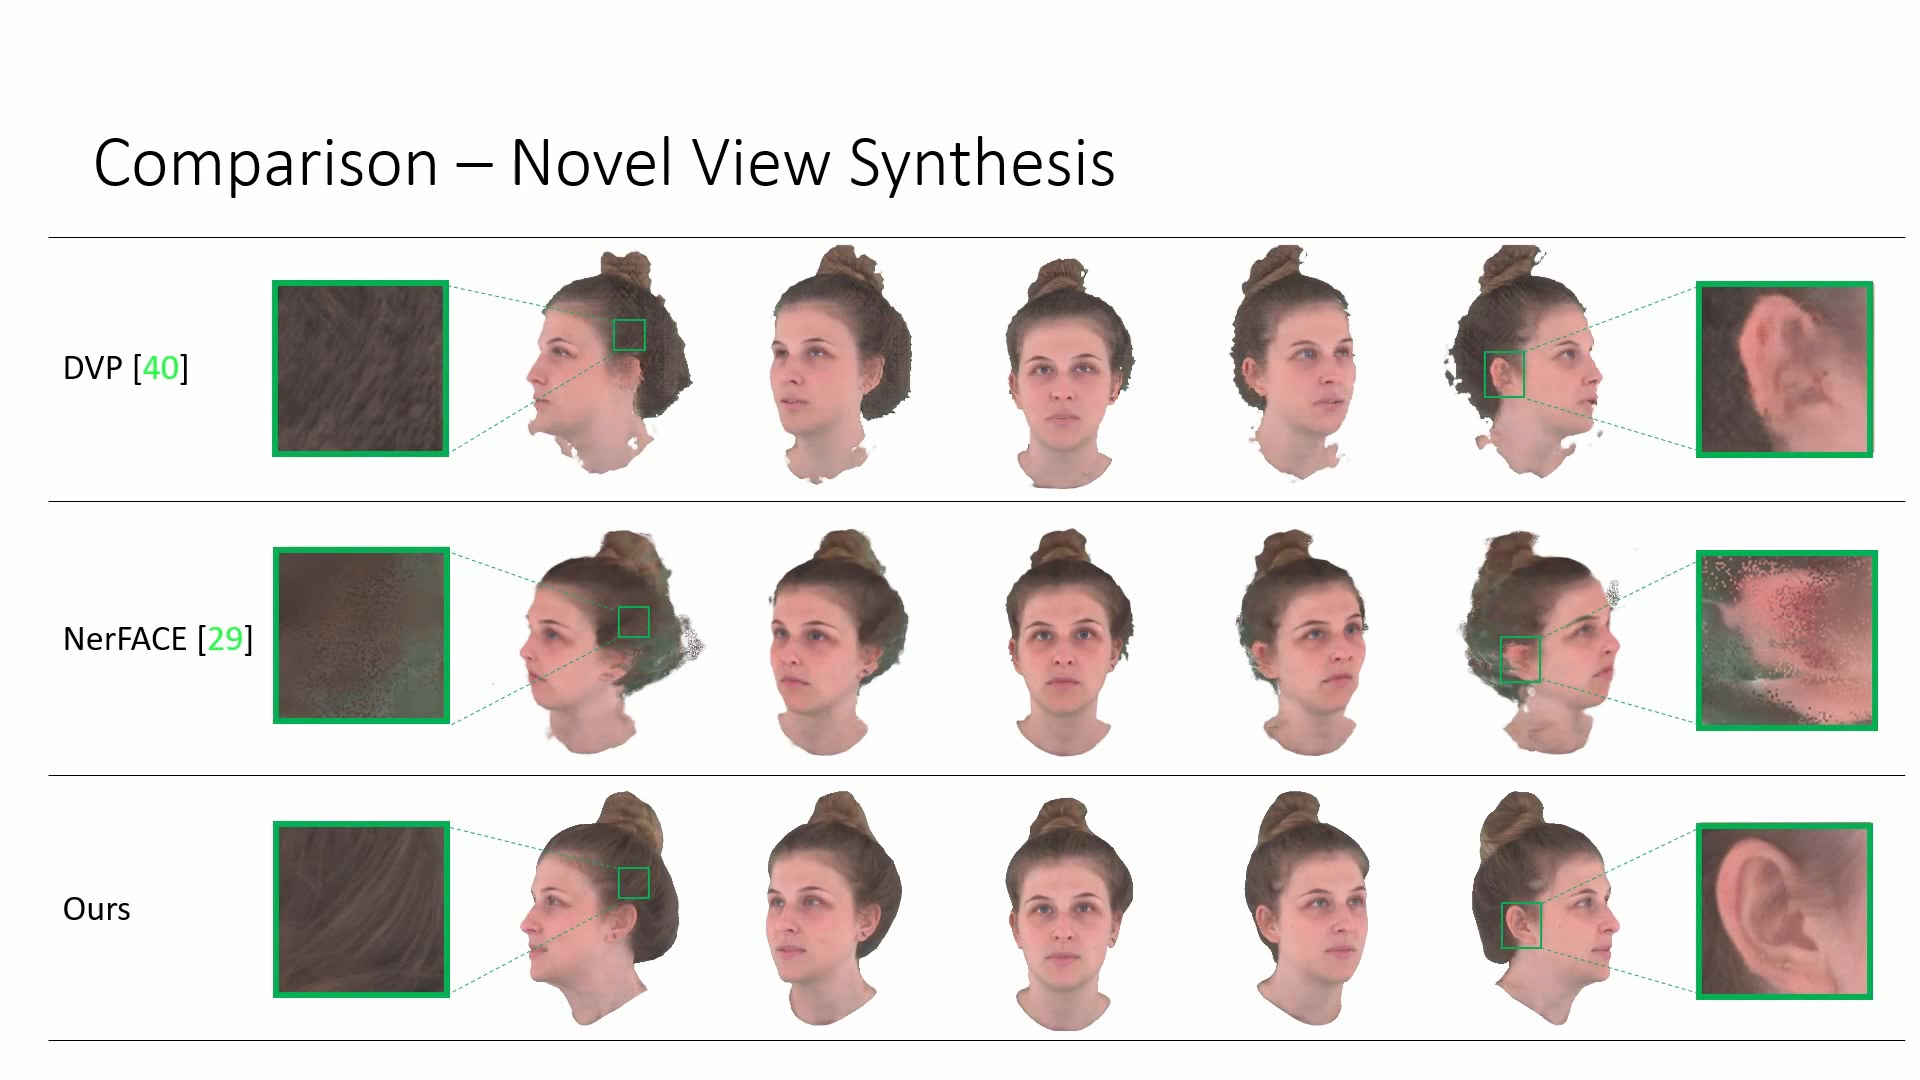 Comparison – Novel View Synthesis
DVP [40]
NerFACE [29]
Ours